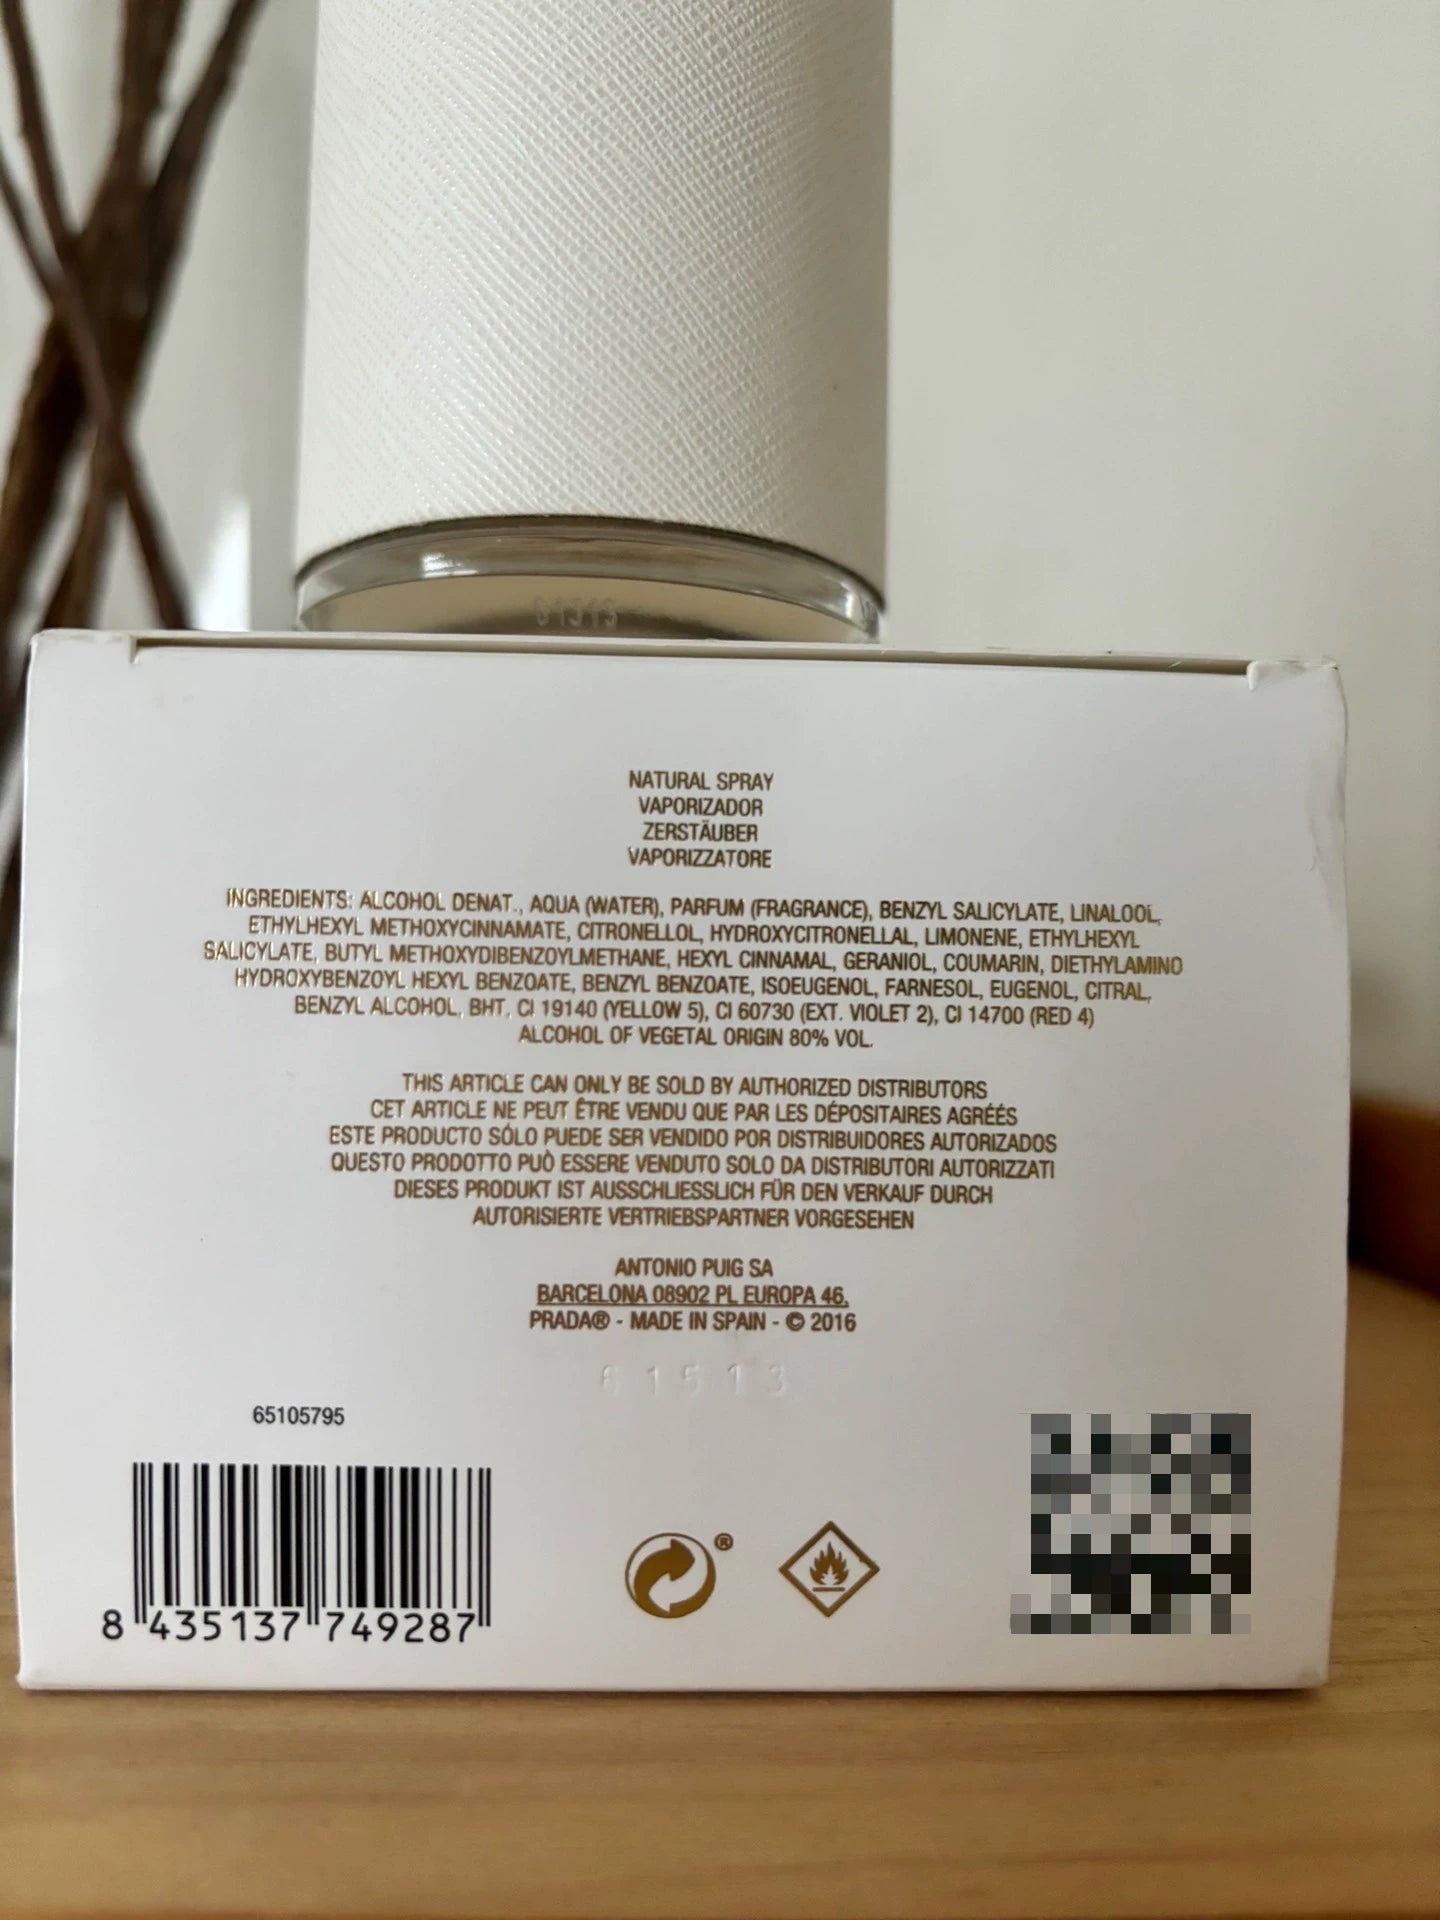 61513
NATURAL SPRAY
VAPORIZADOR
ZERSTÄUBER
VAPORIZZATORE
INGREDIENTS: ALCOHOL DENAT., AQUA (WATER), PARFUM (FRAGRANCE), BENZYL SALICYLATE, LINALOOL,
ETHYLHEXYL METHOXYCINNAMATE, CITRONELLOL, HYDROXYCITRONELLAL, LIMONENE, ETHYLHEXYL
SALICYLATE, BUTYL METHOXYDIBENZOYLMETHANE, HEXYL CINNAMAL, GERANIOL, COUMARIN, DIETHYLAMINO
HYDROXYBENZOYL HEXYL BENZOATE, BENZYL BENZOATE, ISOEUGENOL, FARNESOL, EUGENOL, CITRAL,
BENZYL ALCOHOL, BHT, CI 19140 (YELLOW 5), CI 60730 (EXT. VIOLET 2), CI 14700 (RED 4)
ALCOHOL OF VEGETAL ORIGIN 80% VOL.
THIS ARTICLE CAN ONLY BE SOLD BY AUTHORIZED DISTRIBUTORS
CET ARTICLE NE PEUT ÊTRE VENDU QUE PAR LES DÉPOSITAIRES AGRÉÉS
ESTE PRODUCTO SÓLO PUEDE SER VENDIDO POR DISTRIBUIDORES AUTORIZADOS
QUESTO PRODOTTO PUÒ ESSERE VENDUTO SOLO DA DISTRIBUTORI AUTORIZZATI
DIESES PRODUKT IST AUSSCHLIESSLICH FÜR DEN VERKAUF DURCH
AUTORISIERTE VERTRIEBSPARTNER VORGESEHEN
ANTONIO PUIG SA
BARCELONA 08902 PL EUROPA 46.
PRADA® - MADE IN SPAIN - © 2016
61513
65105795
8 435137 749287
®